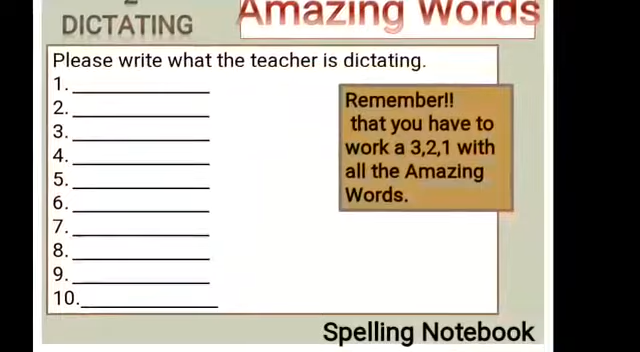 DICTATING
Amazing Words
Please write what the teacher is dictating.
1.
2.
3.
4.
5.
6.
7.
8.
9.
10.
Remember!!
that you have to
work a 3,2,1 with
all the Amazing
Words.
Spelling Notebook